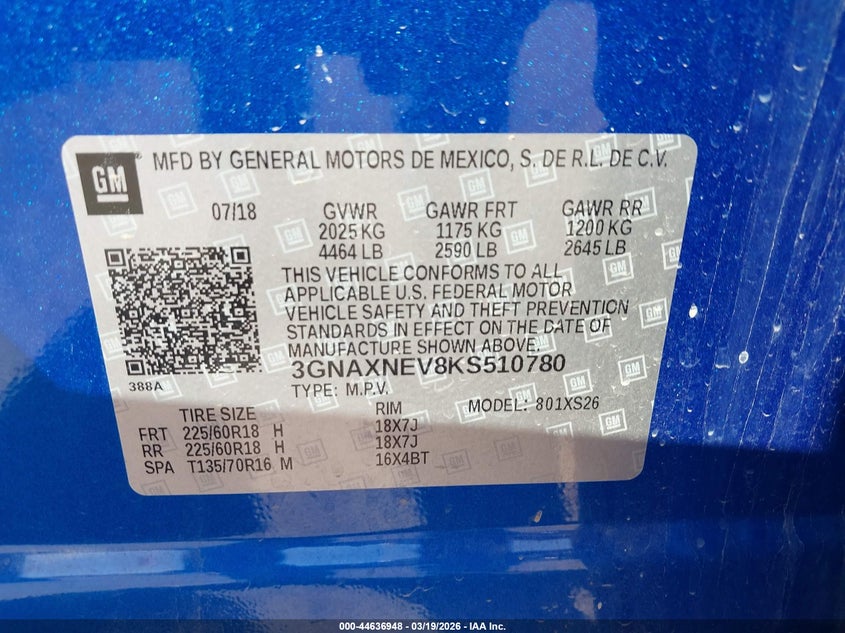 GM
MFD BY GENERAL MOTORS DE MEXICO, S. DE R.L. DE C.V.
07/18 GVWR GAWR FRT GAWR RR
2025 KG 1175 KG 1200 KG
4464 LB 2590 LB 2645 LB
THIS VEHICLE CONFORMS TO ALL
APPLICABLE U.S. FEDERAL MOTOR
VEHICLE SAFETY AND THEFT PREVENTION
STANDARDS IN EFFECT ON THE DATE OF
MANUFACTURE SHOWN ABOVE.
3GNAXNEV8KS510780
388A
TYPE: M.P.V. MODEL: 801XS26
TIRE SIZE RIM
FRT 225/60R18 H 18X7J
RR 225/60R18 H 18X7J
SPA T135/70R16 M 16X4BT
000-44636948 - 03/19/2026 - IAA Inc.